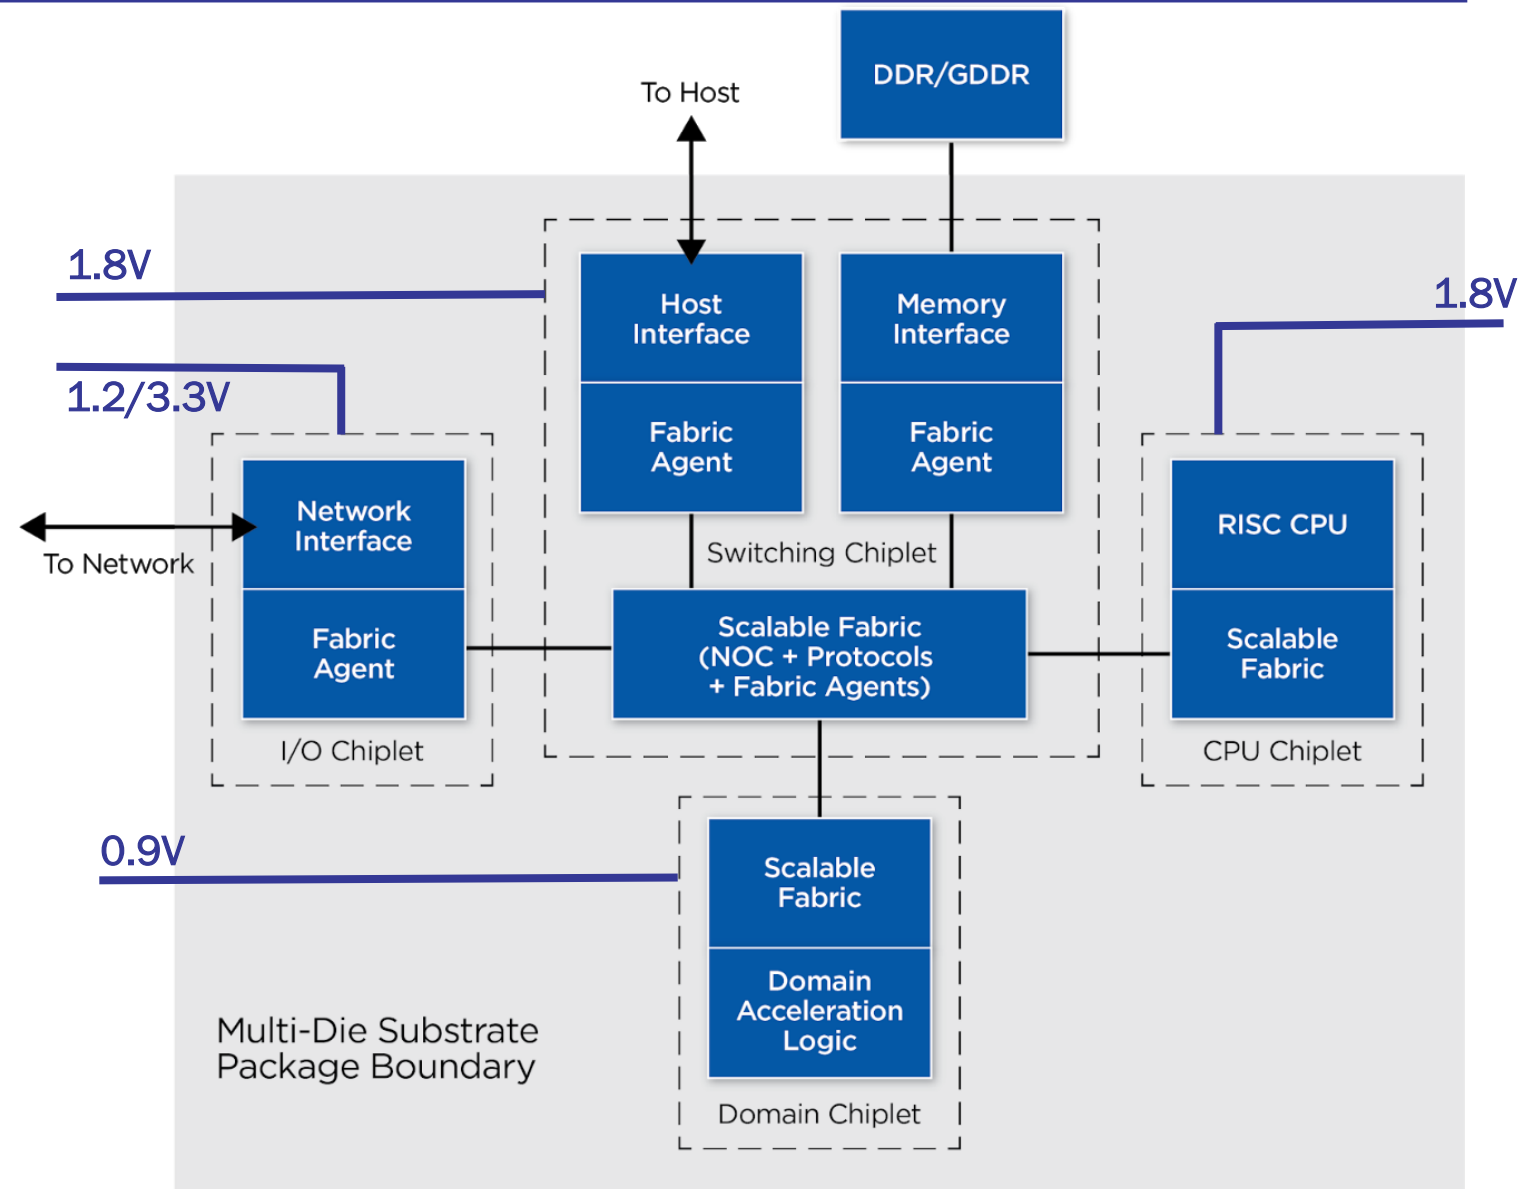 DDR/GDDR
To Host
1.8V
1.8V
1.2/3.3V
Host
Interface
Memory
Interface
Fabric
Agent
Fabric
Agent
Network
Interface
To Network
Fabric
Agent
I/O Chiplet
Switching Chiplet
Scalable Fabric
(NOC + Protocols
+ Fabric Agents)
RISC CPU
Scalable
Fabric
CPU Chiplet
0.9V
Scalable
Fabric
Domain
Acceleration
Logic
Domain Chiplet
Multi-Die Substrate
Package Boundary